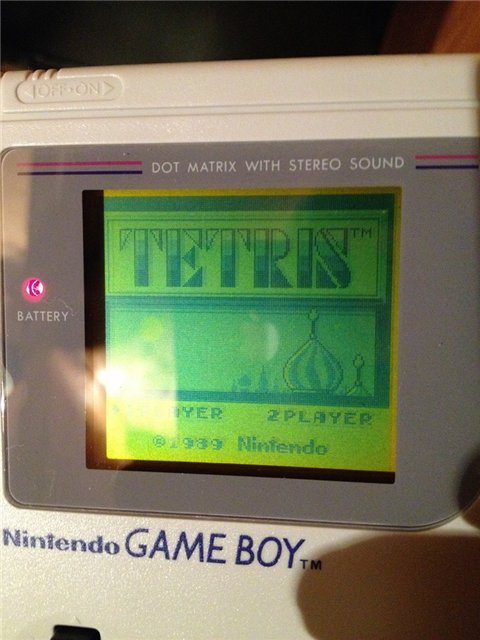 OFF•ON
DOT MATRIX WITH STEREO SOUND
TETRIS™
BATTERY
2PLAYER
©1989 Nintendo
Nintendo GAME BOY™